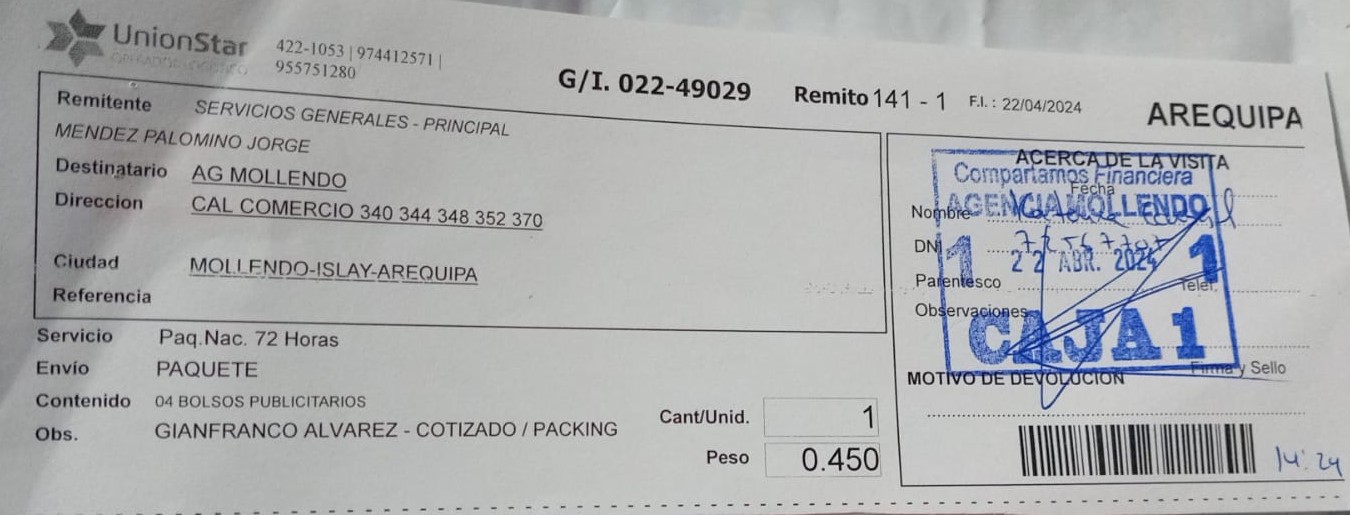 UnionStar
OPERADOR LOGISTICO
422-1053 | 974412571 |
955751280
G/I. 022-49029
Remito 141 - 1
F.I. : 22/04/2024
AREQUIPA
Remitente SERVICIOS GENERALES - PRINCIPAL
MENDEZ PALOMINO JORGE
Destinatario AG MOLLENDO
Direccion CAL COMERCIO 340 344 348 352 370
Ciudad MOLLENDO-ISLAY-AREQUIPA
Referencia
Servicio Paq.Nac. 72 Horas
Envío PAQUETE
Contenido 04 BOLSOS PUBLICITARIOS
Obs. GIANFRANCO ALVAREZ - COTIZADO / PACKING
Cant/Unid. 1
Peso 0.450
ACERCA DE LA VISITA
Compartamos Financiera
Fecha
AGENCIA MOLLENDO
Nombre
DNI
1 22 ABR. 2024 1
Parentesco
Telef.
Observaciones
CAJA 1
Firma y Sello
MOTIVO DE DEVOLUCION
14:24